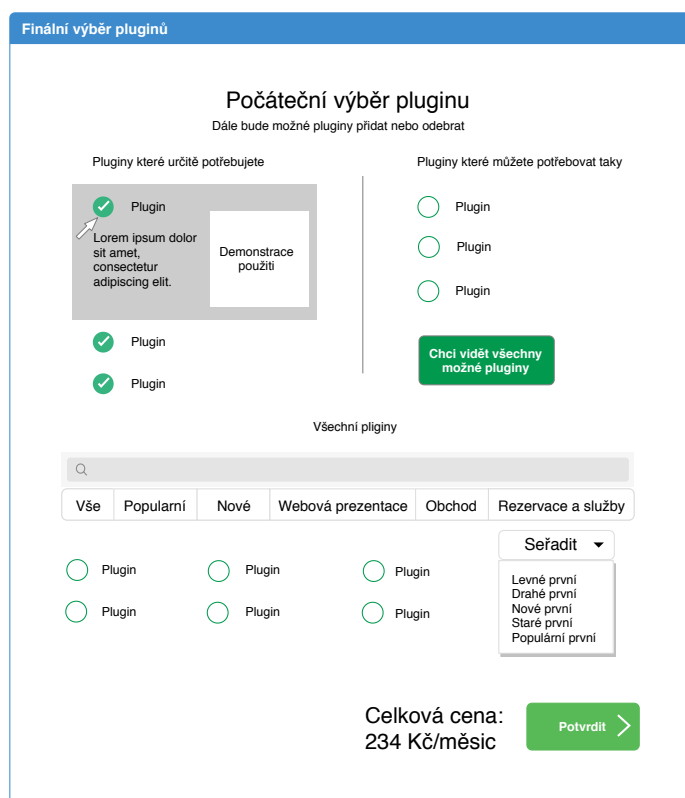 Finální výběr pluginů
Počáteční výběr pluginu
Dále bude možné pluginy přidat nebo odebrat
Pluginy které určitě potřebujete
Plugin
Lorem ipsum dolor
sit amet,
consectetur
adipiscing elit.
Demonstrace
použiti
Plugin
Plugin
Pluginy které můžete potřebovat taky
Plugin
Plugin
Plugin
Chci vidět všechny
možné pluginy
Všechní pliginy
Vše Popularní Nové Webová prezentace Obchod Rezervace a služby
Seřadit
Levné první
Drahé první
Nové první
Staré první
Populární první
Plugin Plugin Plugin
Plugin Plugin Plugin
Celková cena:
234 Kč/měsic
Potvrdit